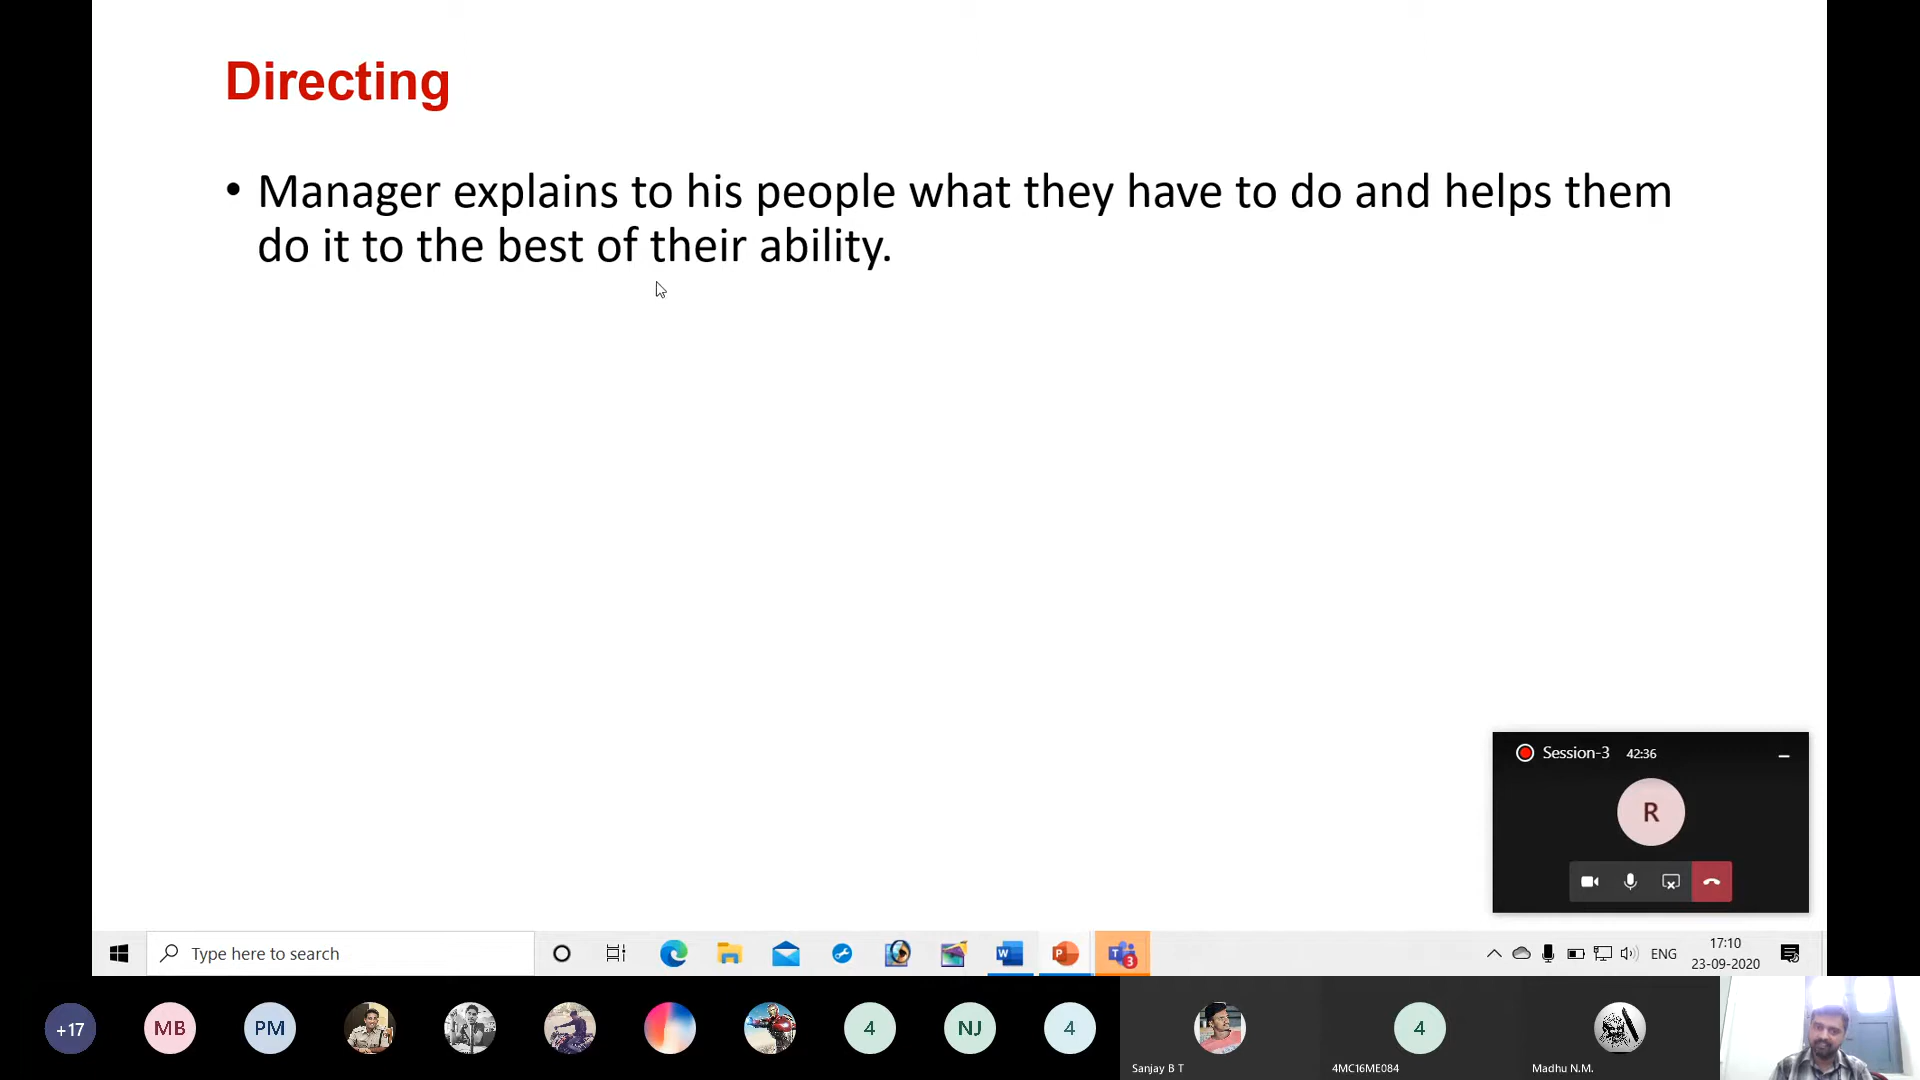 Directing
• Manager explains to his people what they have to do and helps them
do it to the best of their ability.
Session-3 42:36
R
Type here to search
W
P
T
3
ENG
17:10
23-09-2020
+17
MB
PM
4
NJ
4
Sanjay B T
4
4MC16ME084
Madhu N.M.